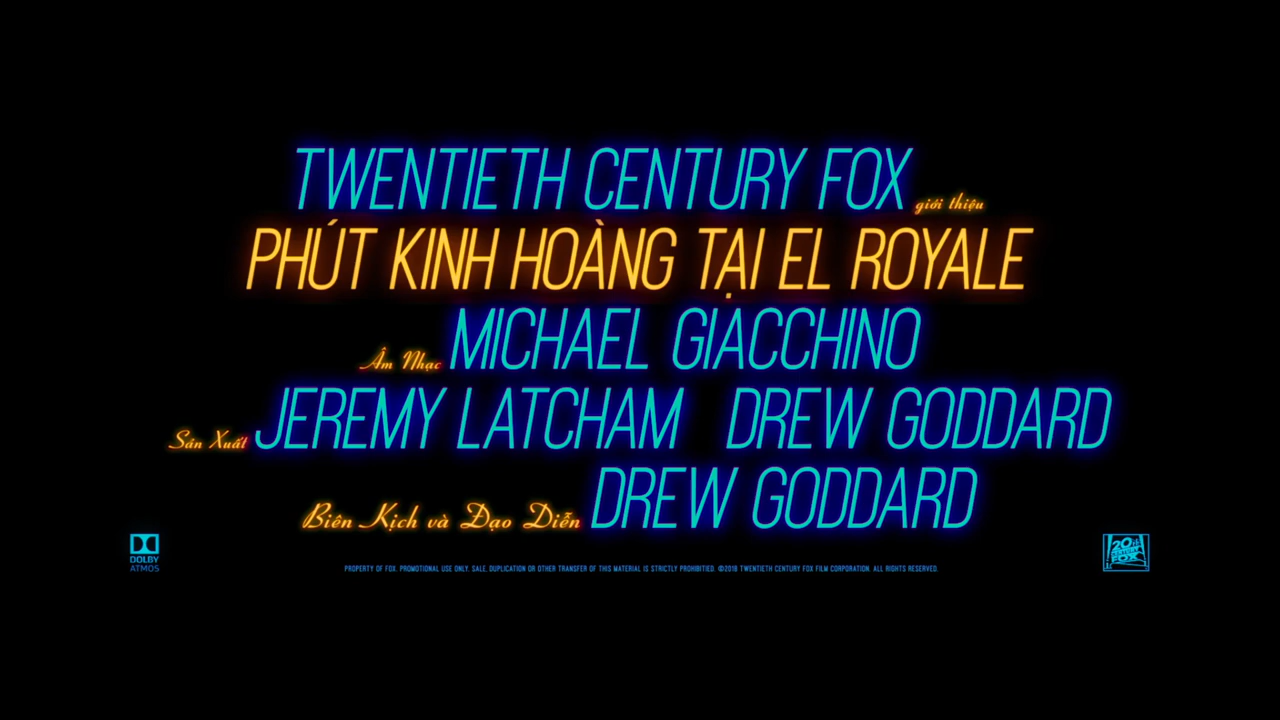 TWENTIETH CENTURY FOX giới thiệu
PHÚT KINH HOÀNG TẠI EL ROYALE
Âm Nhạc MICHAEL GIACCHINO
Sản Xuất JEREMY LATCHAM DREW GODDARD
Biên Kịch và Đạo Diễn DREW GODDARD
DOLBY
ATMOS
PROPERTY OF FOX. PROMOTIONAL USE ONLY. SALE, DUPLICATION OR OTHER TRANSFER OF THIS MATERIAL IS STRICTLY PROHIBITED. ©2018 TWENTIETH CENTURY FOX FILM CORPORATION. ALL RIGHTS RESERVED.
20th
CENTURY
FOX